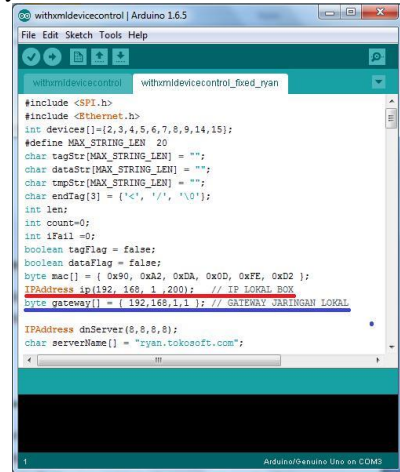 withxmldevicecontrol | Arduino 1.6.5
File Edit Sketch Tools Help
withxmldevicecontrol withxmldevicecontrol_fixed_ryan
#include <SPI.h>
#include <Ethernet.h>
int devices[]={2,3,4,5,6,7,8,9,14,15};
#define MAX_STRING_LEN 20
char tagStr[MAX_STRING_LEN] = "";
char dataStr[MAX_STRING_LEN] = "";
char tmpStr[MAX_STRING_LEN] = "";
char endTag[3] = {'<', '/', '\0'};
int len;
int count=0;
int iFail =0;
boolean tagFlag = false;
boolean dataFlag = false;
byte mac[] = { 0x90, 0xA2, 0xDA, 0x0D, 0xFE, 0xD2 };
IPAddress ip(192, 168, 1 ,200); // IP LOKAL BOX
byte gateway[] = { 192,168,1,1 }; // GATEWAY JARINGAN LOKAL
IPAddress dnServer(8,8,8,8);
char serverName[] = "ryan.tokosoft.com";
1
Arduino/Genuino Uno on COM3